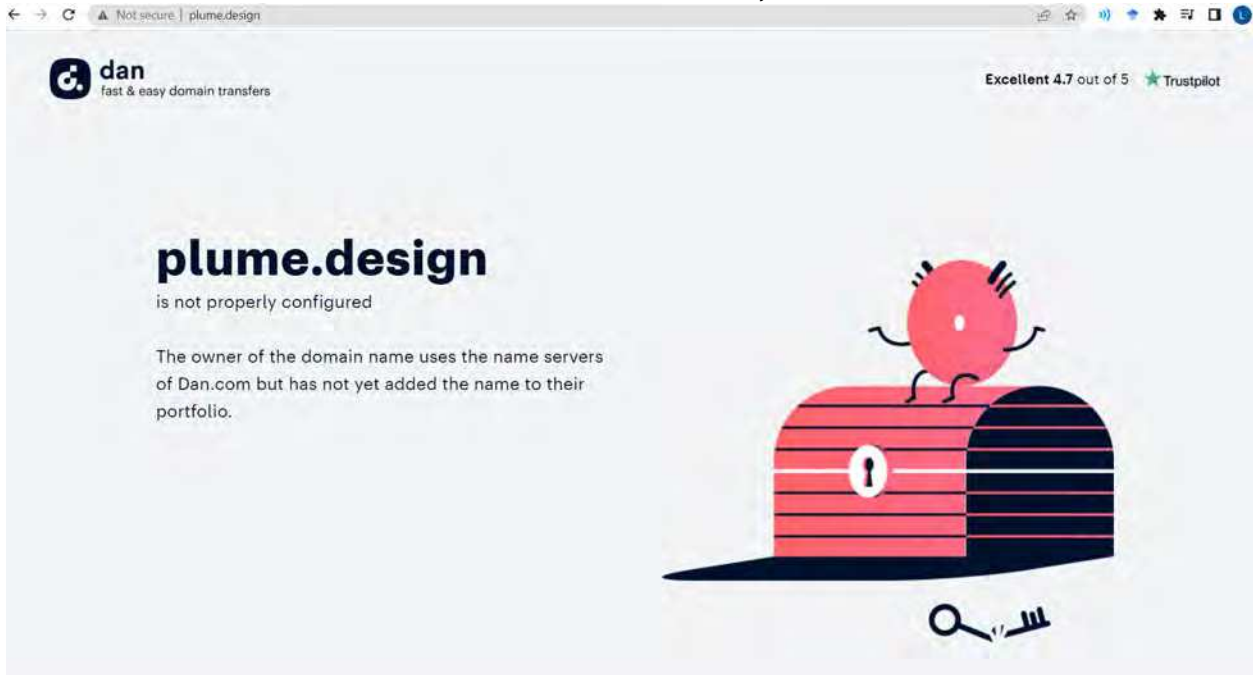 Not secure | plume.design
dan
fast & easy domain transfers
Excellent 4.7 out of 5 Trustpilot
plume.design
is not properly configured
The owner of the domain name uses the name servers
of Dan.com but has not yet added the name to their
portfolio.